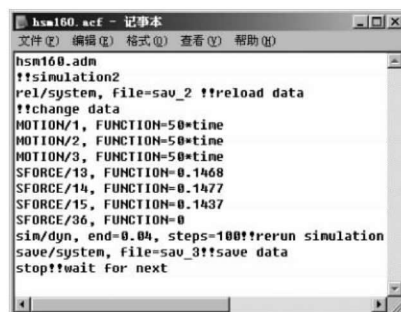 hsm160.acf - 记事本
文件(F) 编辑(E) 格式(O) 查看(V) 帮助(H)
hsm160.adm
!!simulation2
rel/system, file=sav_2 !!reload data
!!change data
MOTION/1, FUNCTION=50*time
MOTION/2, FUNCTION=50*time
MOTION/3, FUNCTION=50*time
SFORCE/13, FUNCTION=0.1468
SFORCE/14, FUNCTION=0.1477
SFORCE/15, FUNCTION=0.1437
SFORCE/36, FUNCTION=0
sim/dyn, end=0.04, steps=100!!rerun simulation
save/system, file=sav_3!!save data
stop!!wait for next